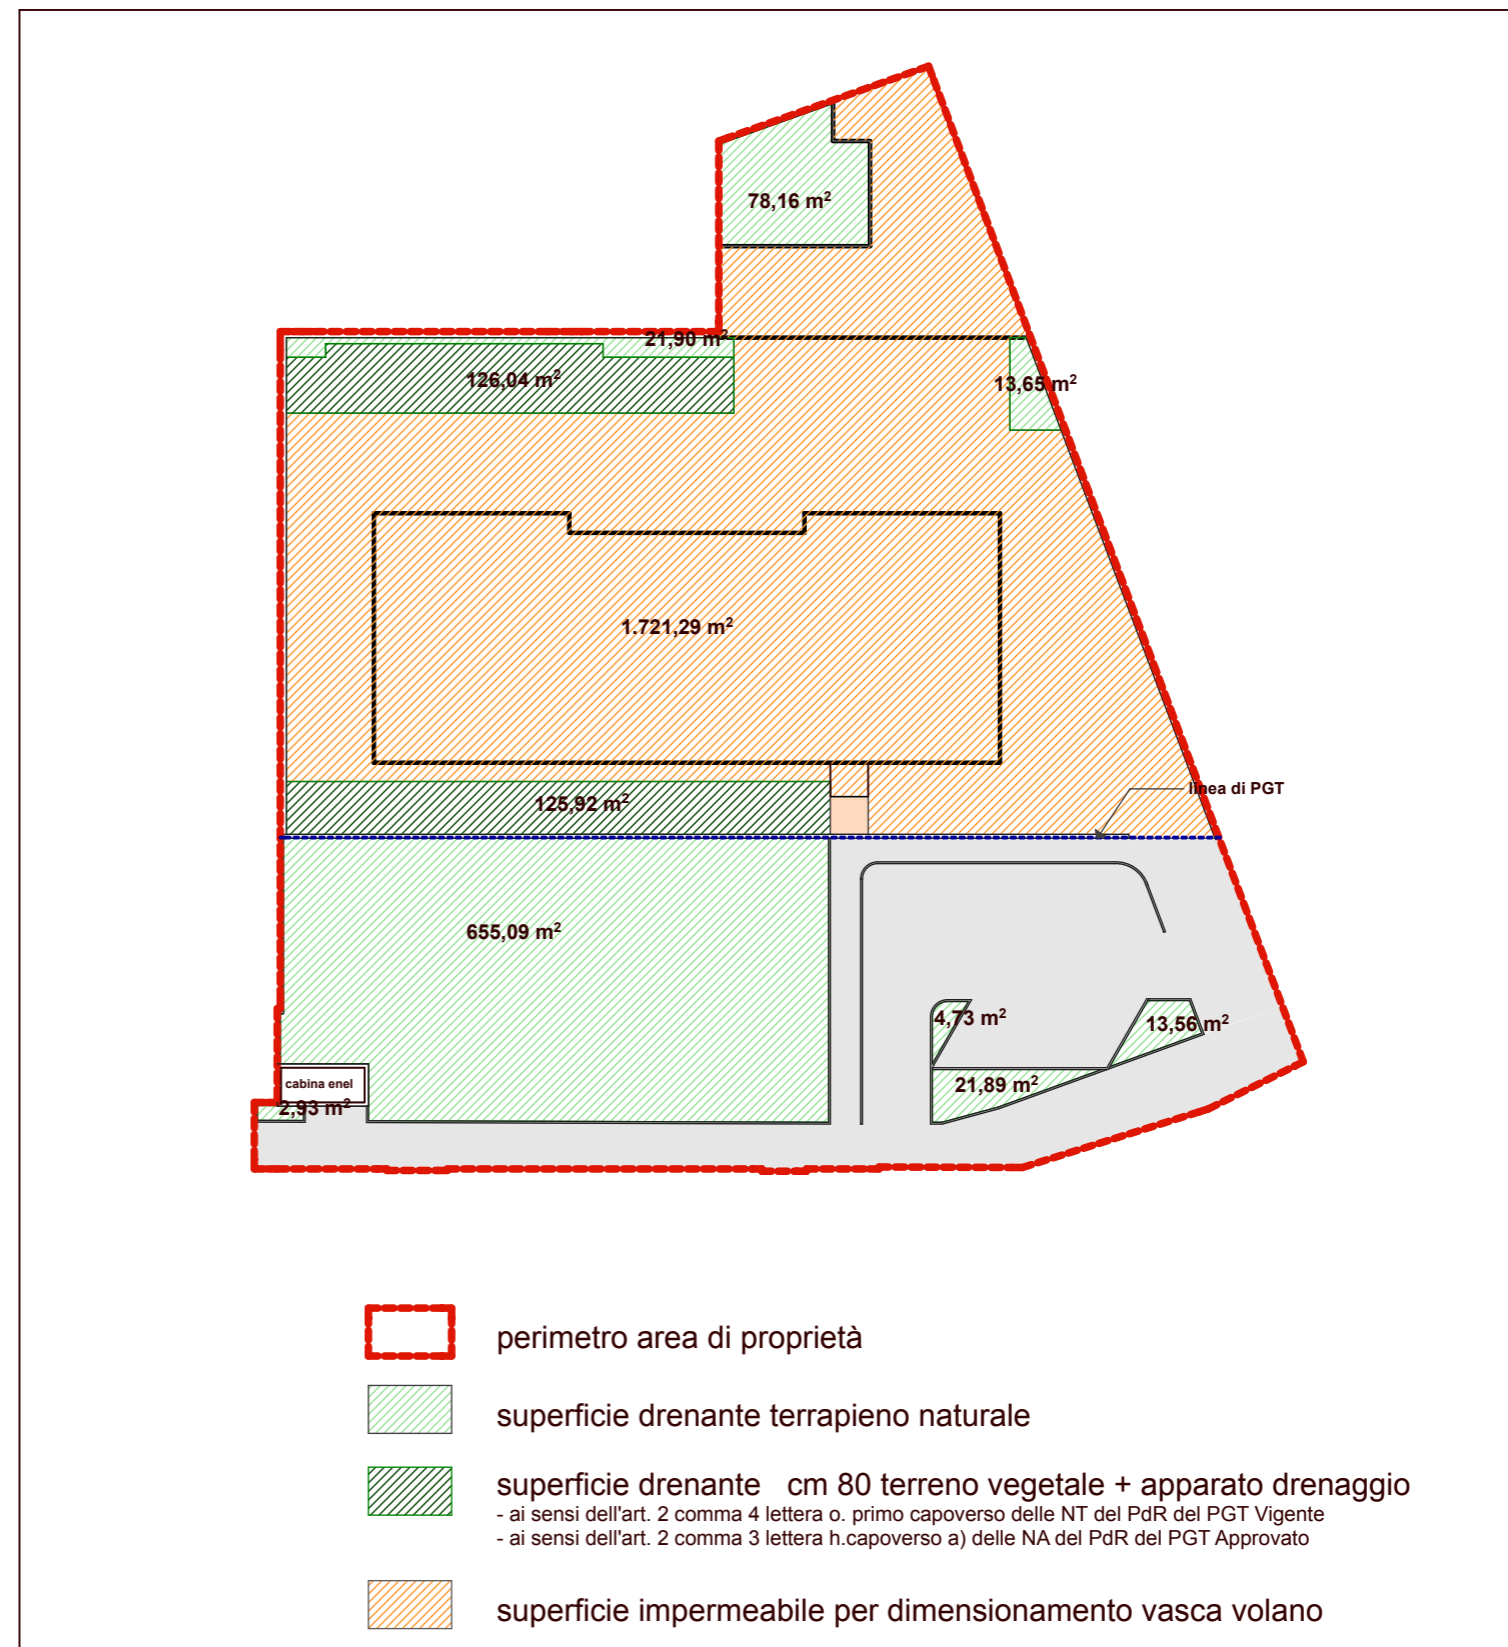 78,16 m²
21,90 m²
126,04 m²
13,65 m²
1.721,29 m²
linea di PGT
125,92 m²
655,09 m²
4,73 m²
13,56 m²
cabina enel
21,89 m²
2,93 m²
perimetro area di proprietà
superficie drenante terrapieno naturale
superficie drenante cm 80 terreno vegetale + apparato drenaggio
- ai sensi dell'art. 2 comma 4 lettera o. primo capoverso delle NT del PdR del PGT Vigente
- ai sensi dell'art. 2 comma 3 lettera h.capoverso a) delle NA del PdR del PGT Approvato
superficie impermeabile per dimensionamento vasca volano